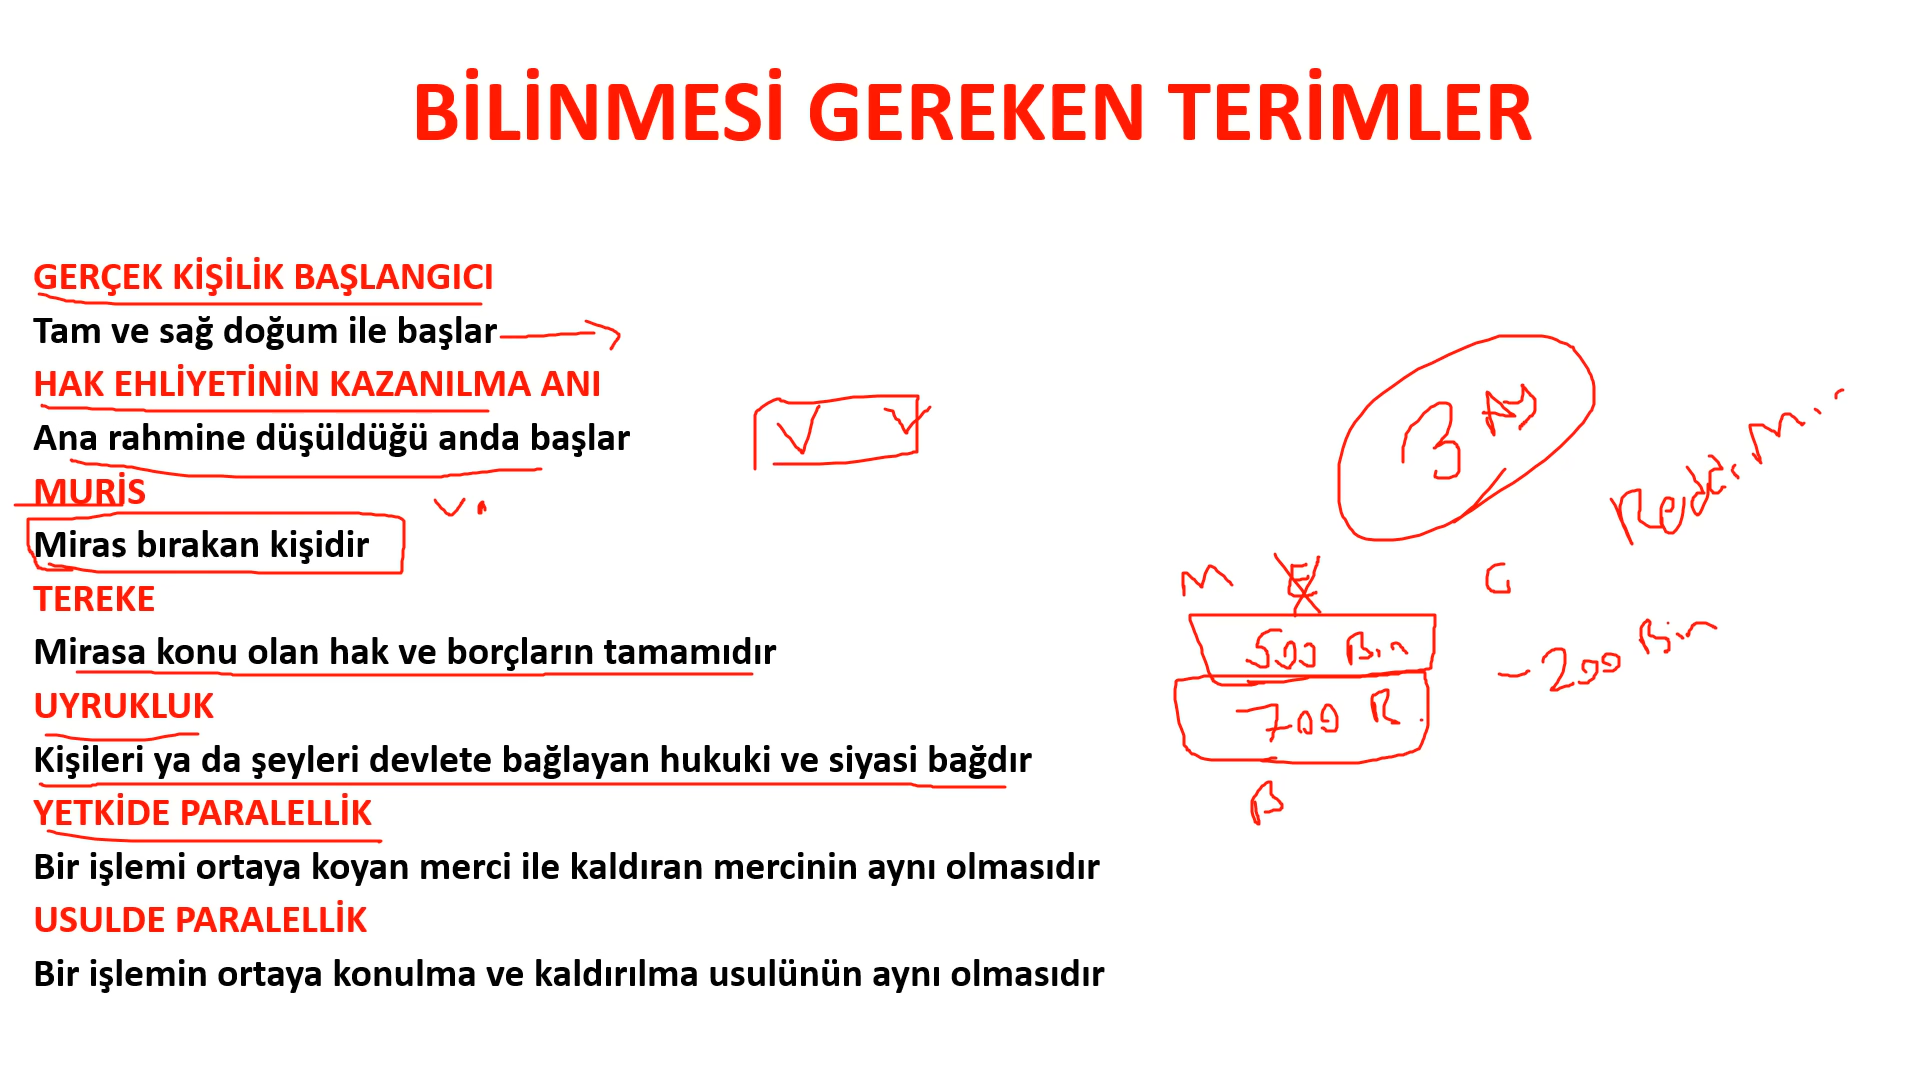 BİLİNMESİ GEREKEN TERİMLER
GERÇEK KİŞİLİK BAŞLANGICI
Tam ve sağ doğum ile başlar
HAK EHLİYETİNİN KAZANILMA ANI
Ana rahmine düşüldüğü anda başlar
MURİS
Miras bırakan kişidir
TEREKE
Mirasa konu olan hak ve borçların tamamıdır
UYRUKLUK
Kişileri ya da şeyleri devlete bağlayan hukuki ve siyasi bağdır
YETKİDE PARALELLİK
Bir işlemi ortaya koyan merci ile kaldıran mercinin aynı olmasıdır
USULDE PARALELLİK
Bir işlemin ortaya konulma ve kaldırılma usulünün aynı olmasıdır
3 Ay
Reddi M...
M E
500 Bin
-200 Bin
700 B
B